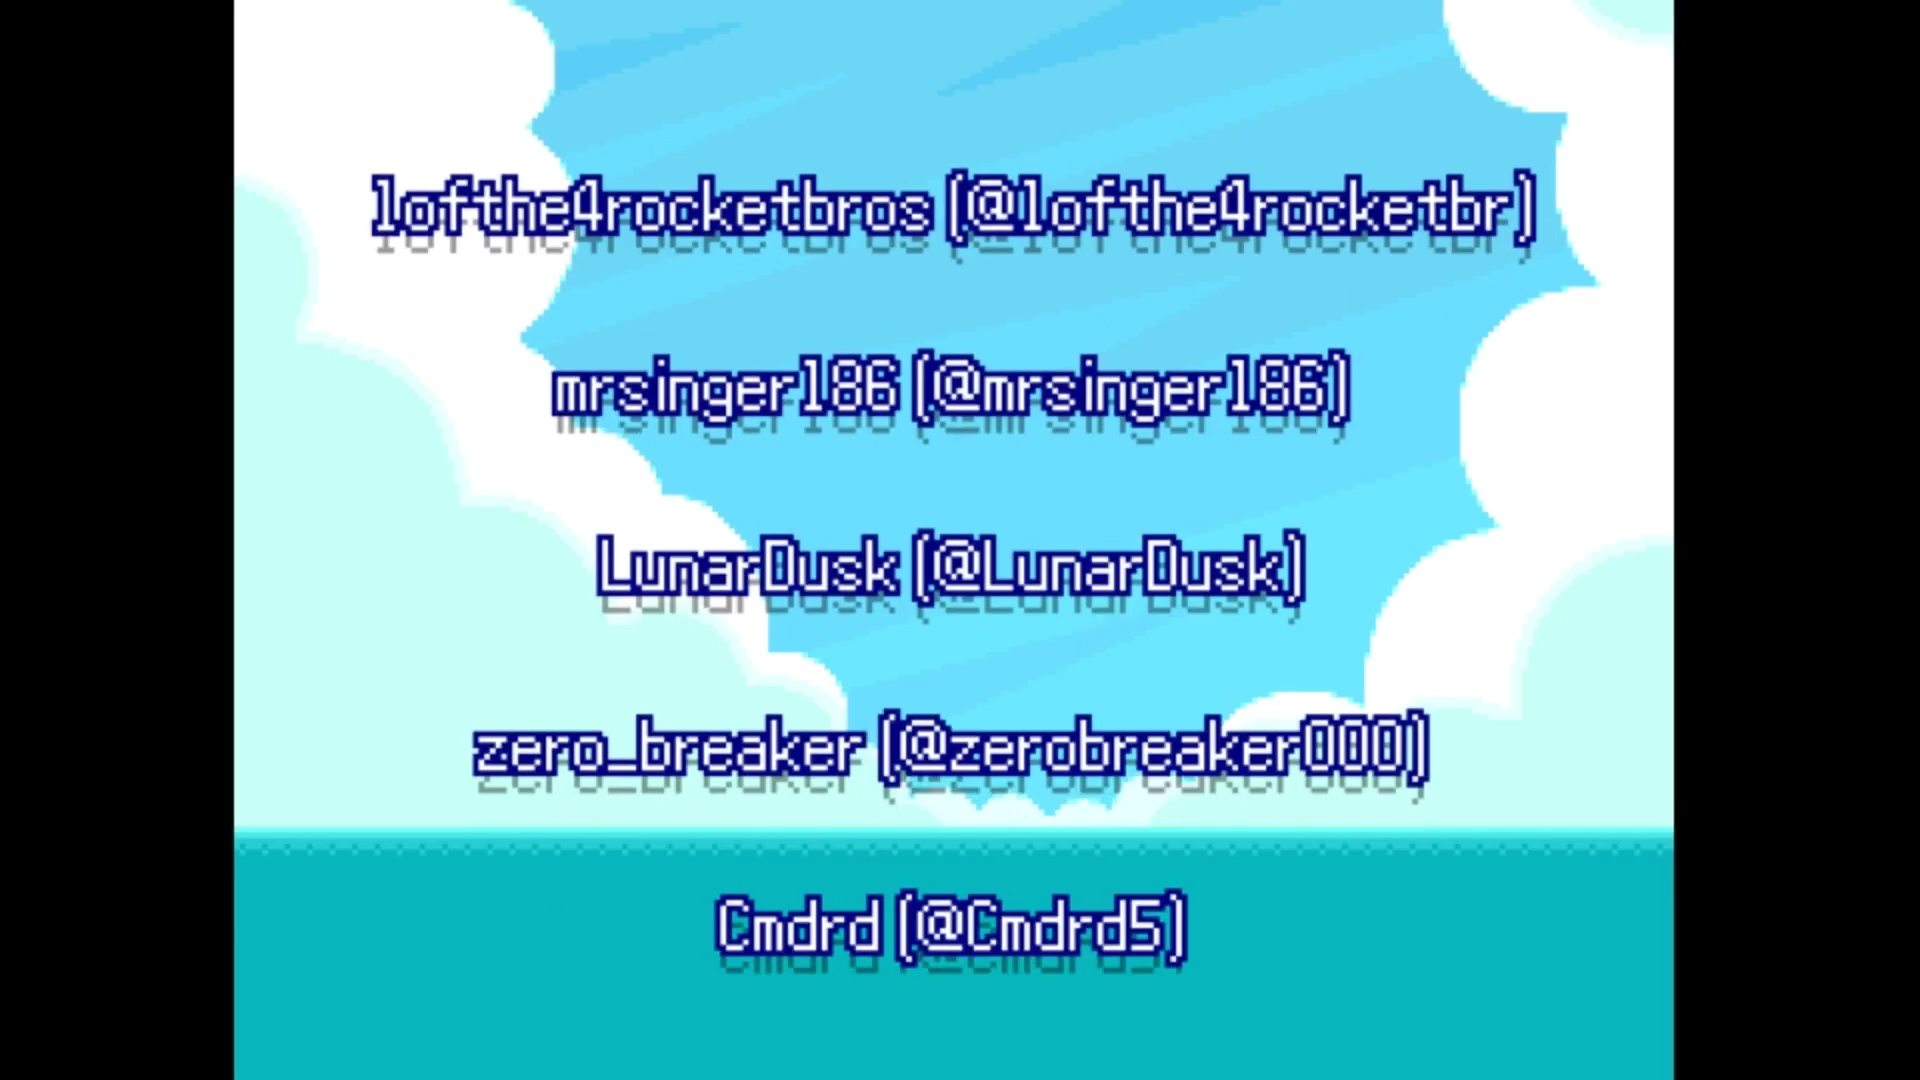 1ofthe4rocketbros (@1ofthe4rocketbr)
mrsinger186 (@mrsinger186)
LunarDusk (@LunarDusk)
zero_breaker (@zerobreaker000)
Cmdrd (@Cmdrd5)